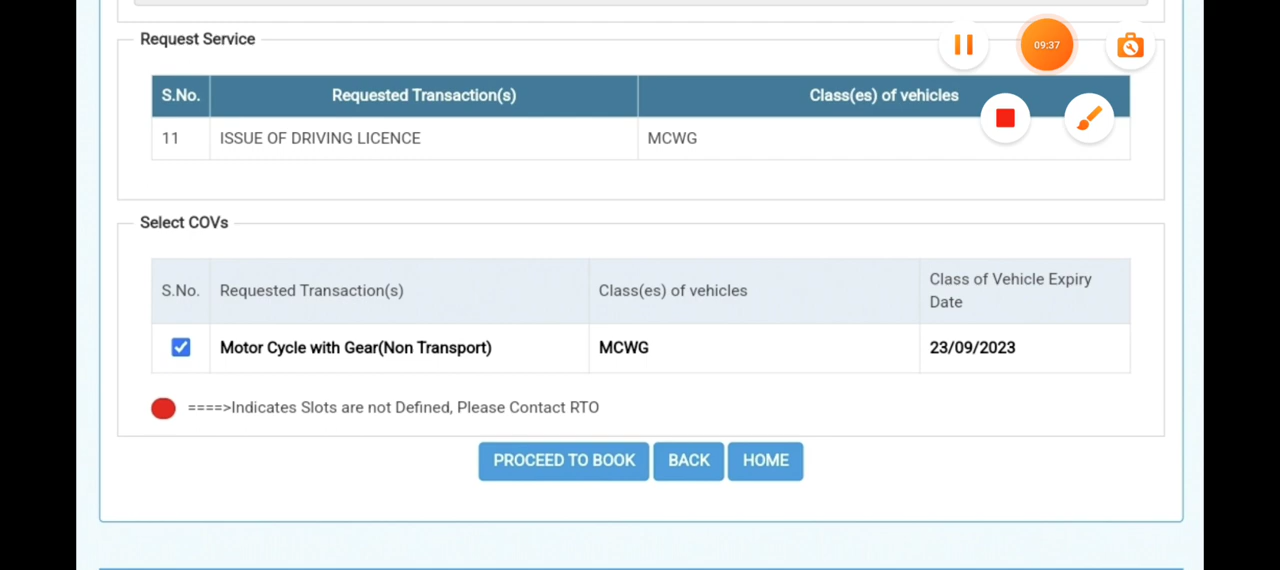 Request Service
09:37
S.No. Requested Transaction(s) Class(es) of vehicles
11 ISSUE OF DRIVING LICENCE MCWG
Select COVs
S.No. Requested Transaction(s) Class(es) of vehicles Class of Vehicle Expiry
Date
Motor Cycle with Gear(Non Transport) MCWG 23/09/2023
====>Indicates Slots are not Defined, Please Contact RTO
PROCEED TO BOOK BACK HOME